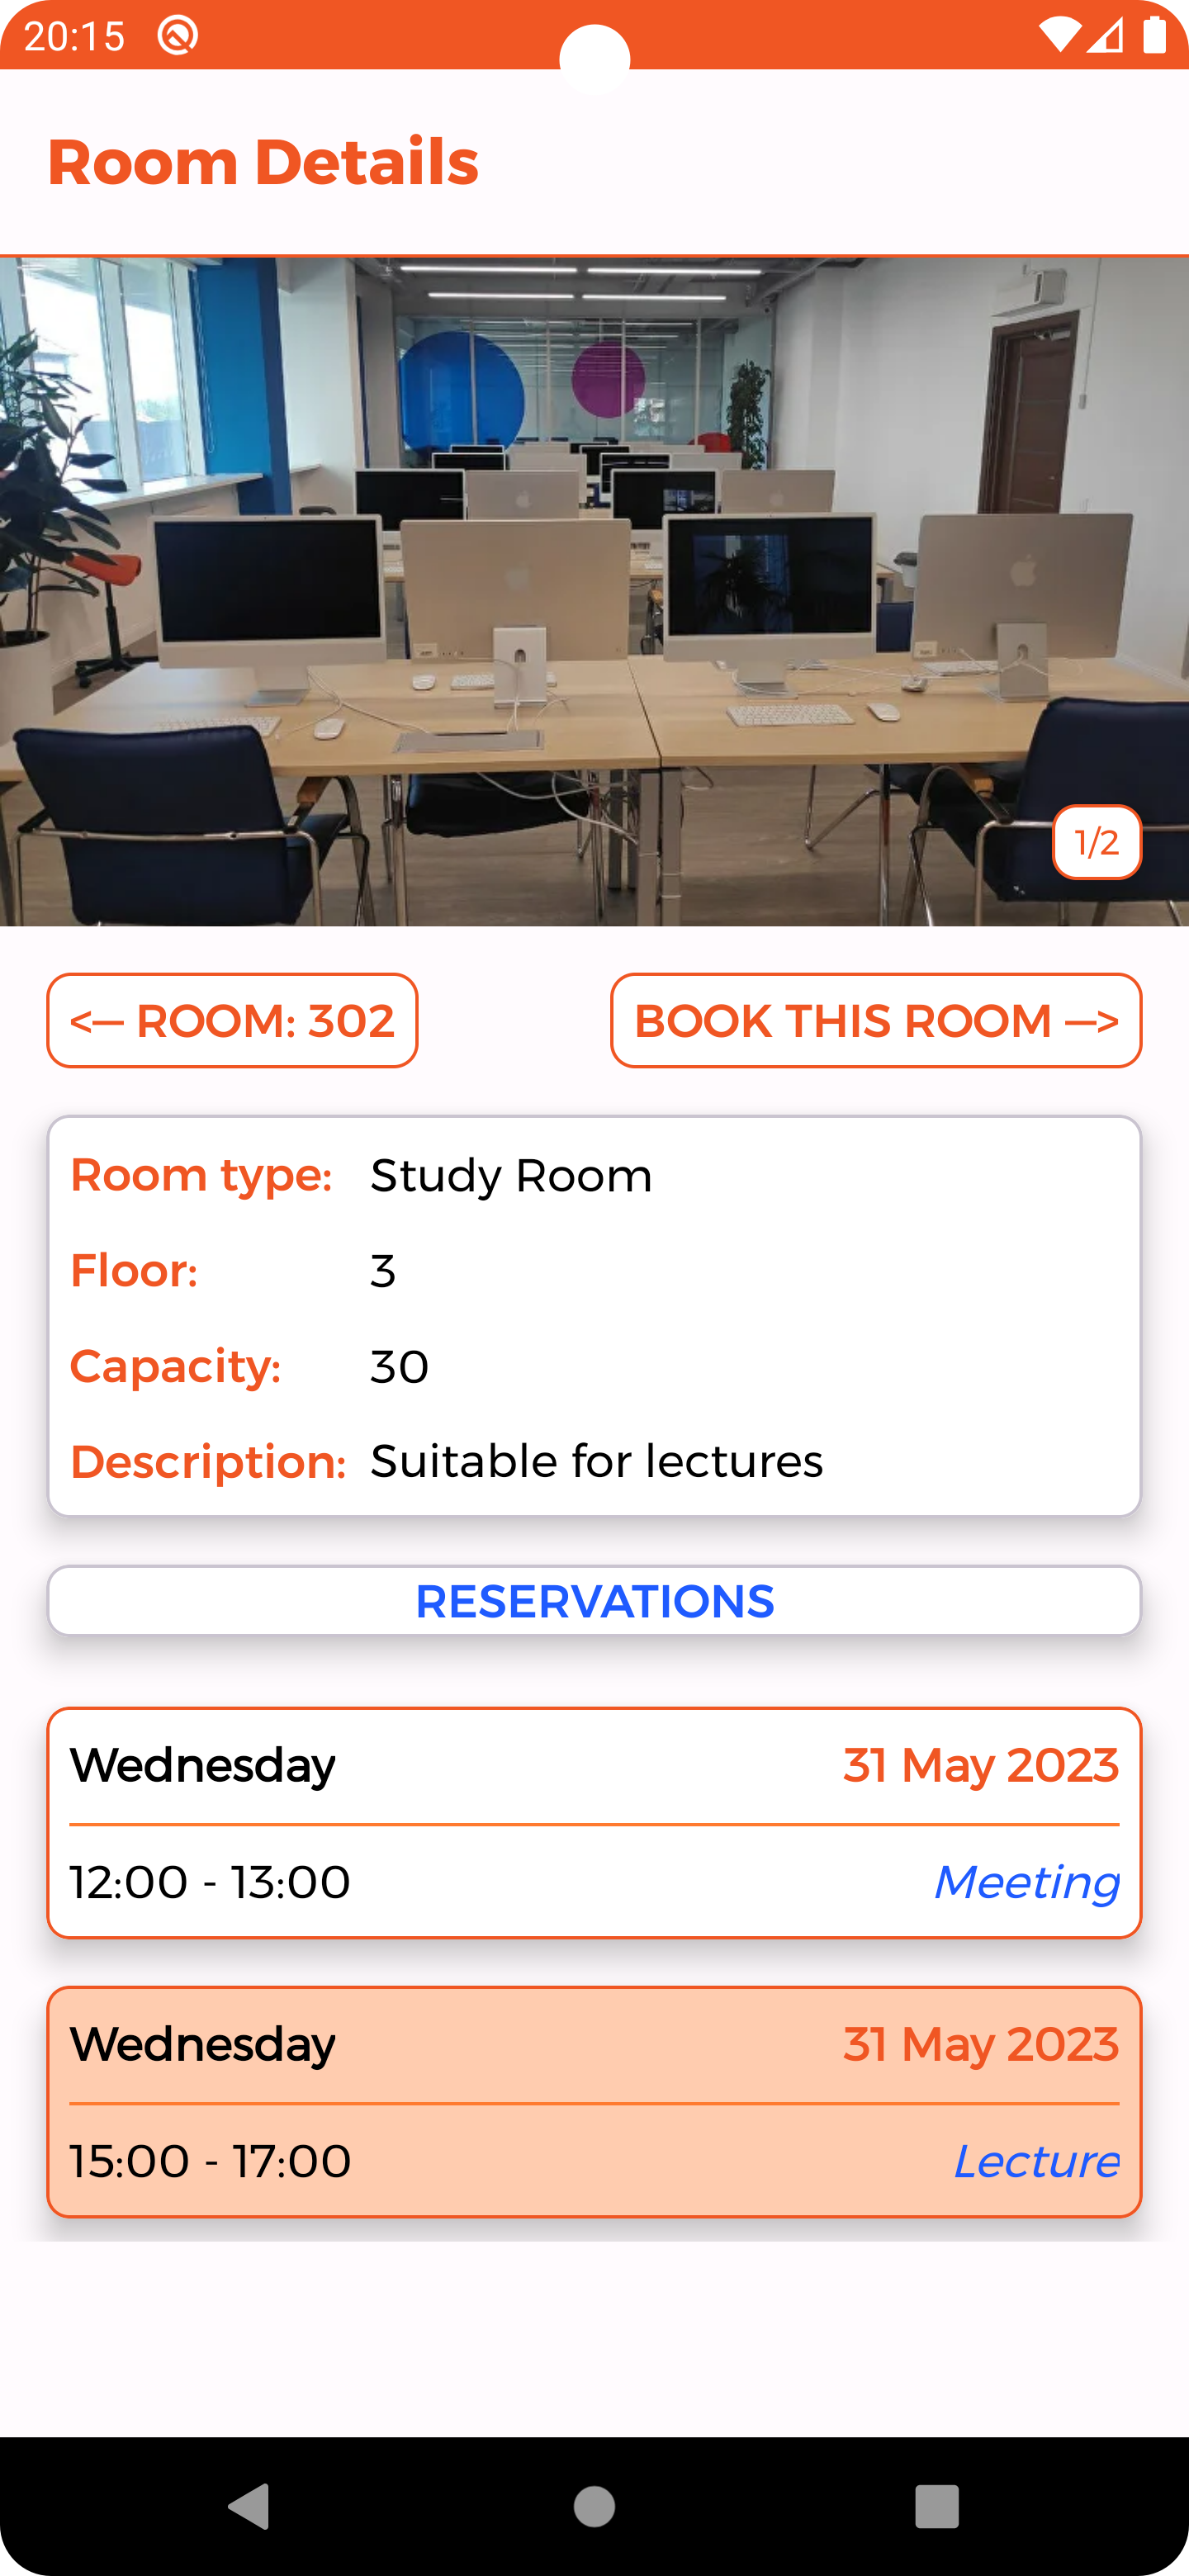 20:15
Room Details
1/2
<— ROOM: 302
BOOK THIS ROOM —>
Room type: Study Room
Floor: 3
Capacity: 30
Description: Suitable for lectures
RESERVATIONS
Wednesday 31 May 2023
12:00 - 13:00 Meeting
Wednesday 31 May 2023
15:00 - 17:00 Lecture